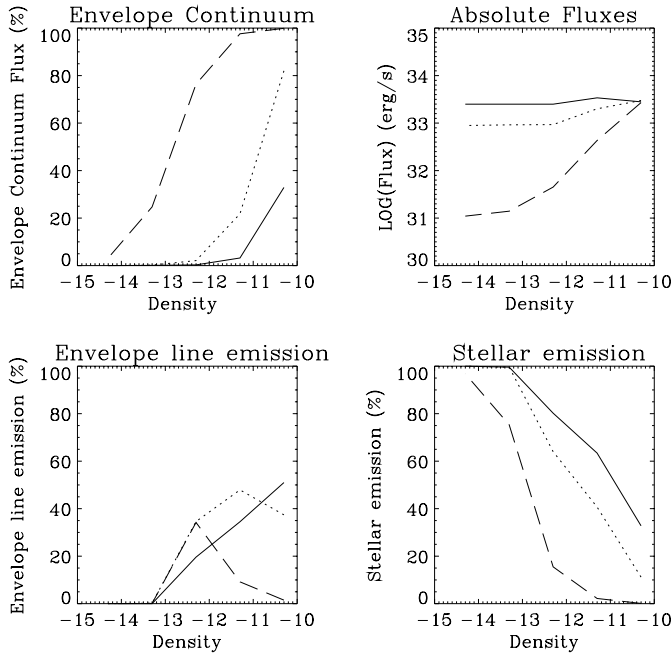 Envelope Continuum
Envelope Continuum Flux (%)
100
80
60
40
20
0
−15 −14 −13 −12 −11 −10
Density
Absolute Fluxes
LOG(Flux) (erg/s)
35
34
33
32
31
30
−15 −14 −13 −12 −11 −10
Density
Envelope line emission
Envelope line emission (%)
100
80
60
40
20
0
−15 −14 −13 −12 −11 −10
Density
Stellar emission
Stellar emission (%)
100
80
60
40
20
0
−15 −14 −13 −12 −11 −10
Density